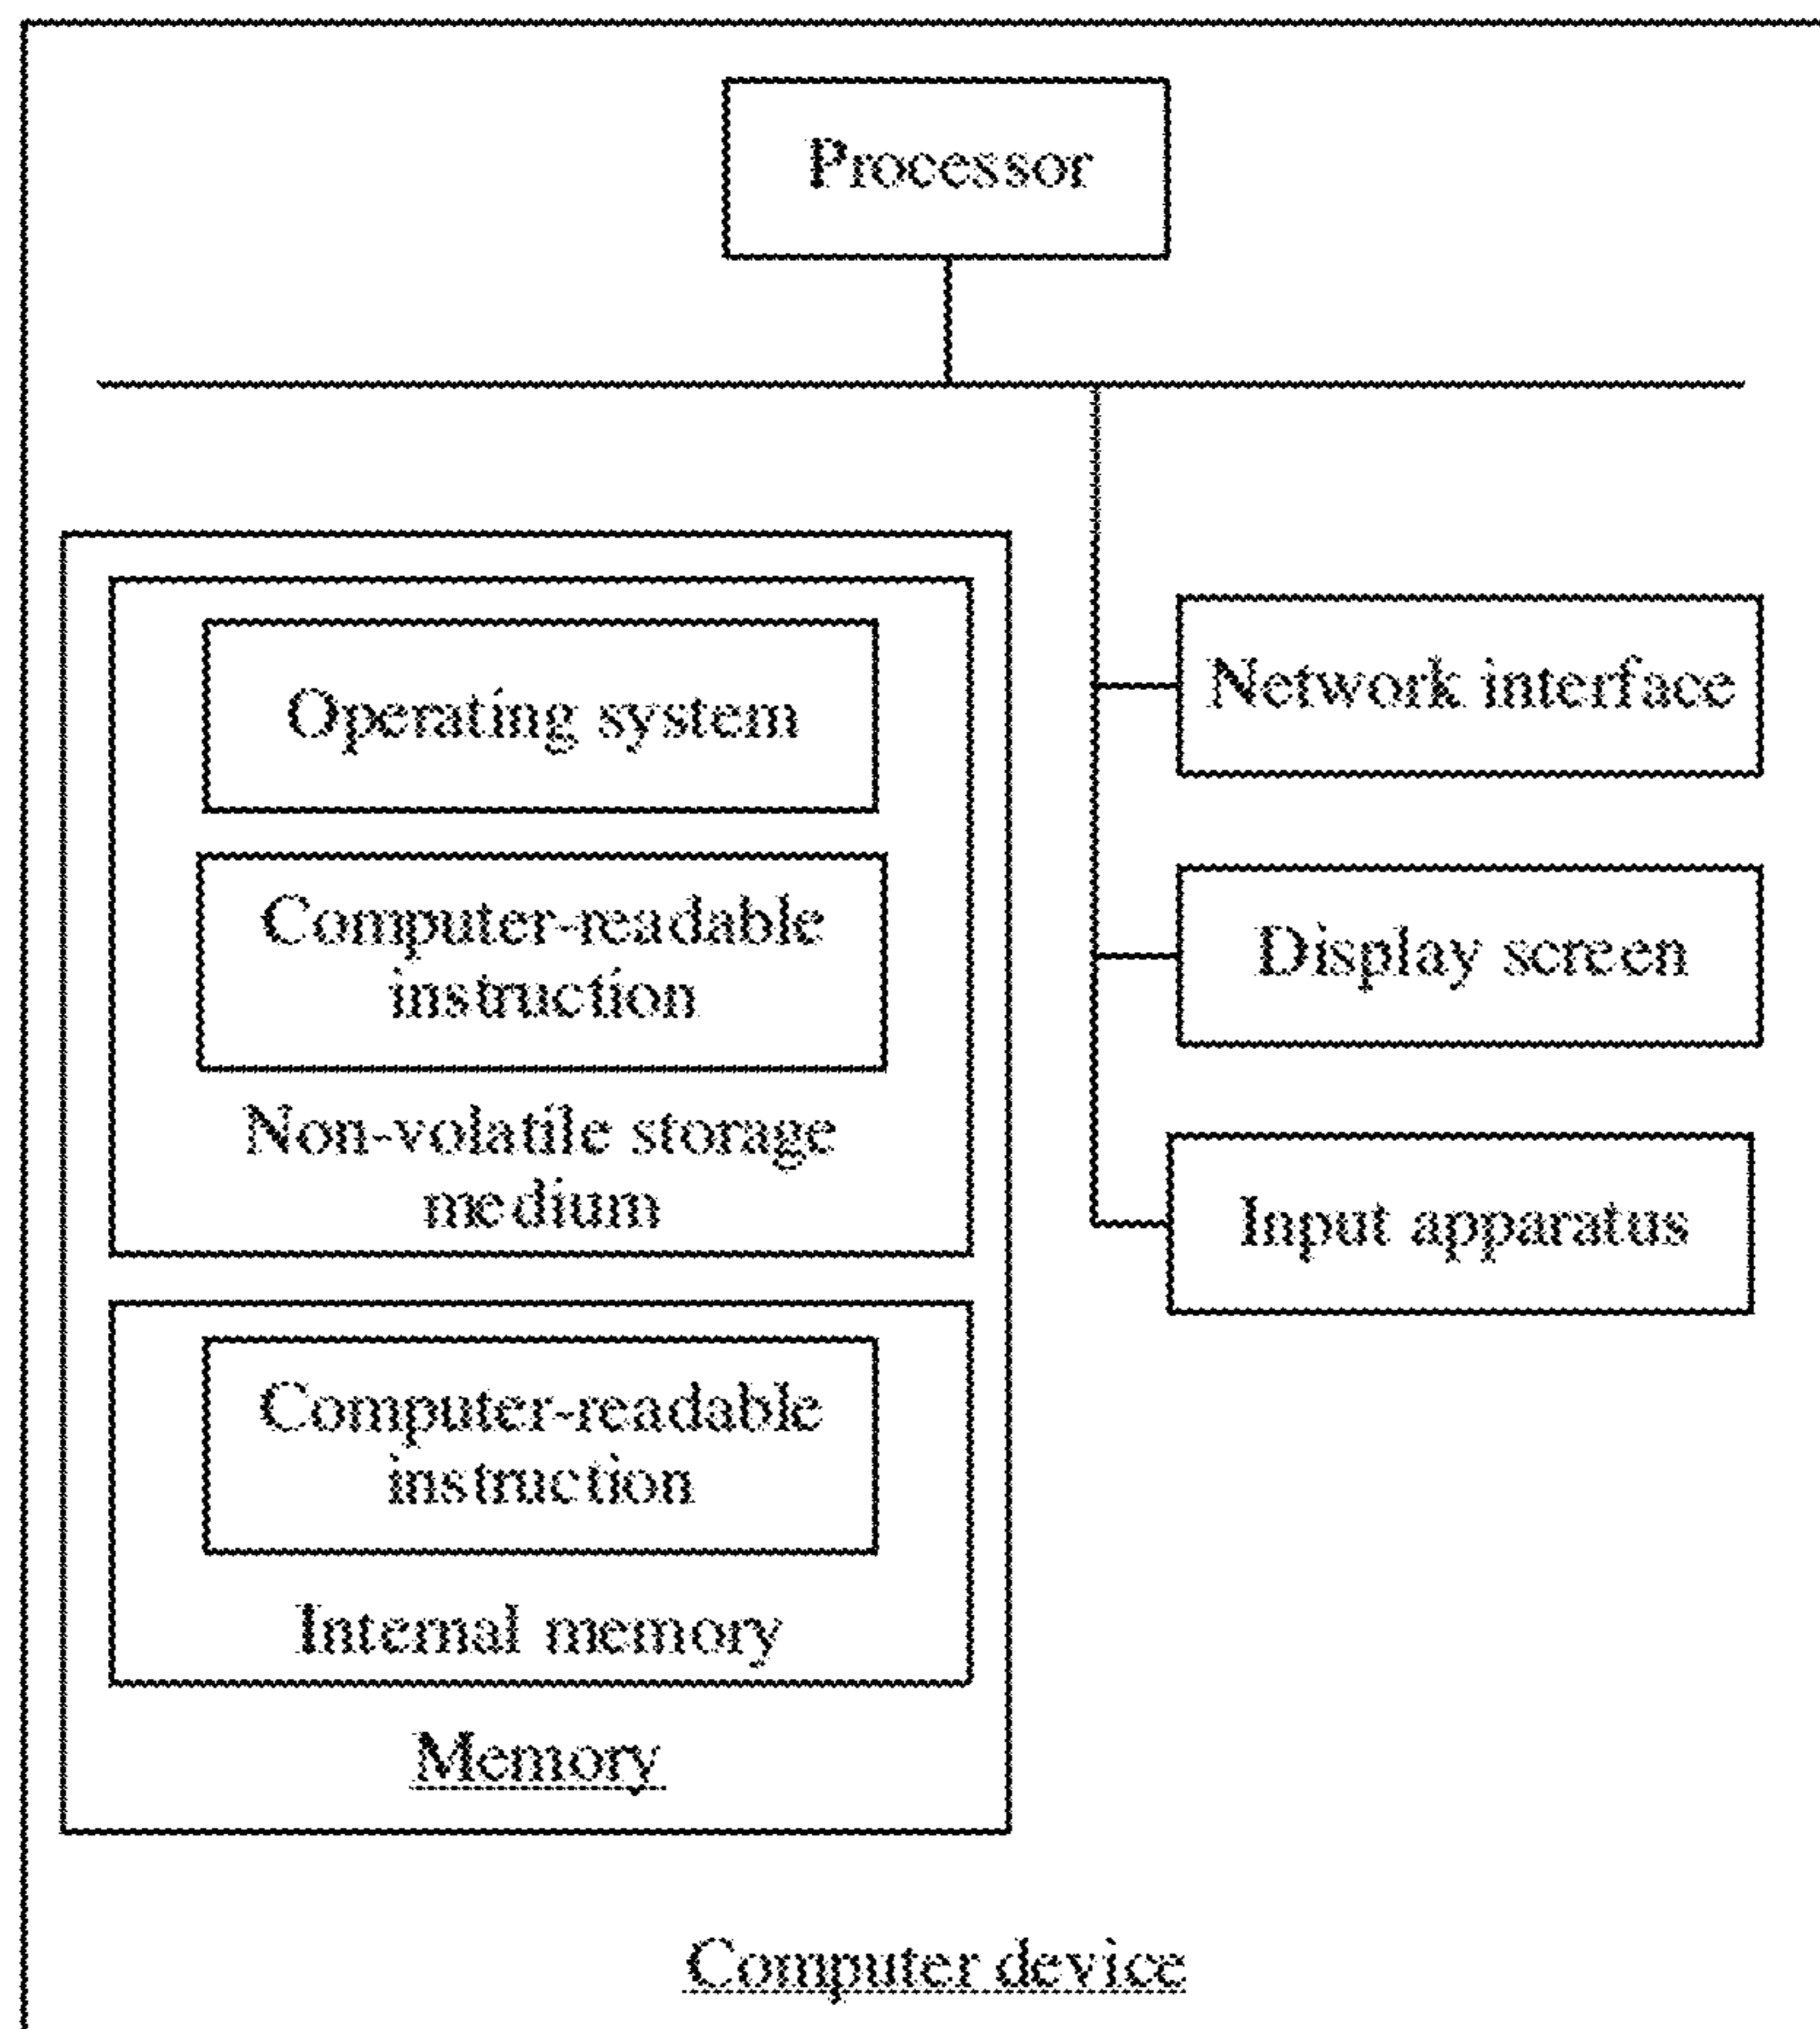 Processor
Operating system
Computer-readable
instruction
Non-volatile storage
medium
Computer-readable
instruction
Internal memory
Memory
Network interface
Display screen
Input apparatus
Computer device